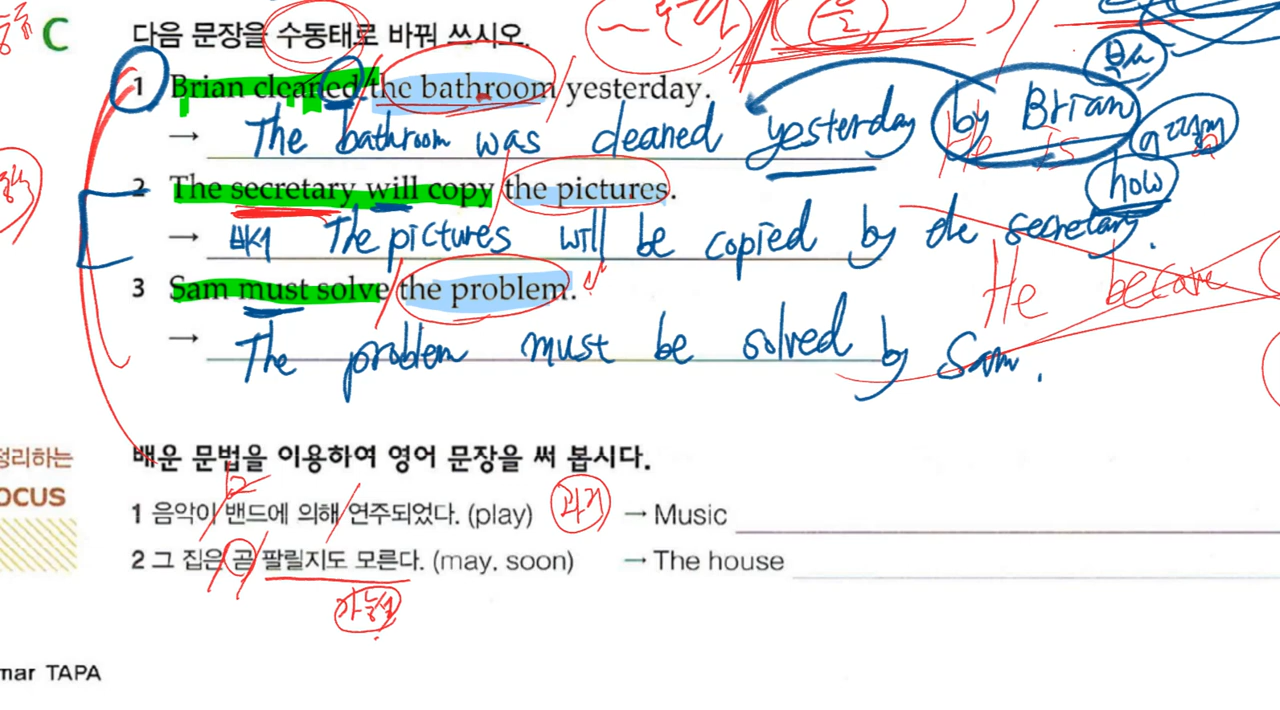 C 다음 문장을 수동태로 바꿔 쓰시오.
1 Brian cleaned the bathroom yesterday.
→ The bathroom was cleaned yesterday by Brian
2 The secretary will copy the pictures.
how
→ The pictures will be copied by the secretary.
3 Sam must solve the problem.
He became
→ The problem must be solved by Sam.
정리하는 배운 문법을 이용하여 영어 문장을 써 봅시다.
OCUS
1 음악이 밴드에 의해 연주되었다. (play) 과거 → Music
2 그 집은 곧 팔릴지도 모른다. (may, soon) → The house
가능성
mar TAPA